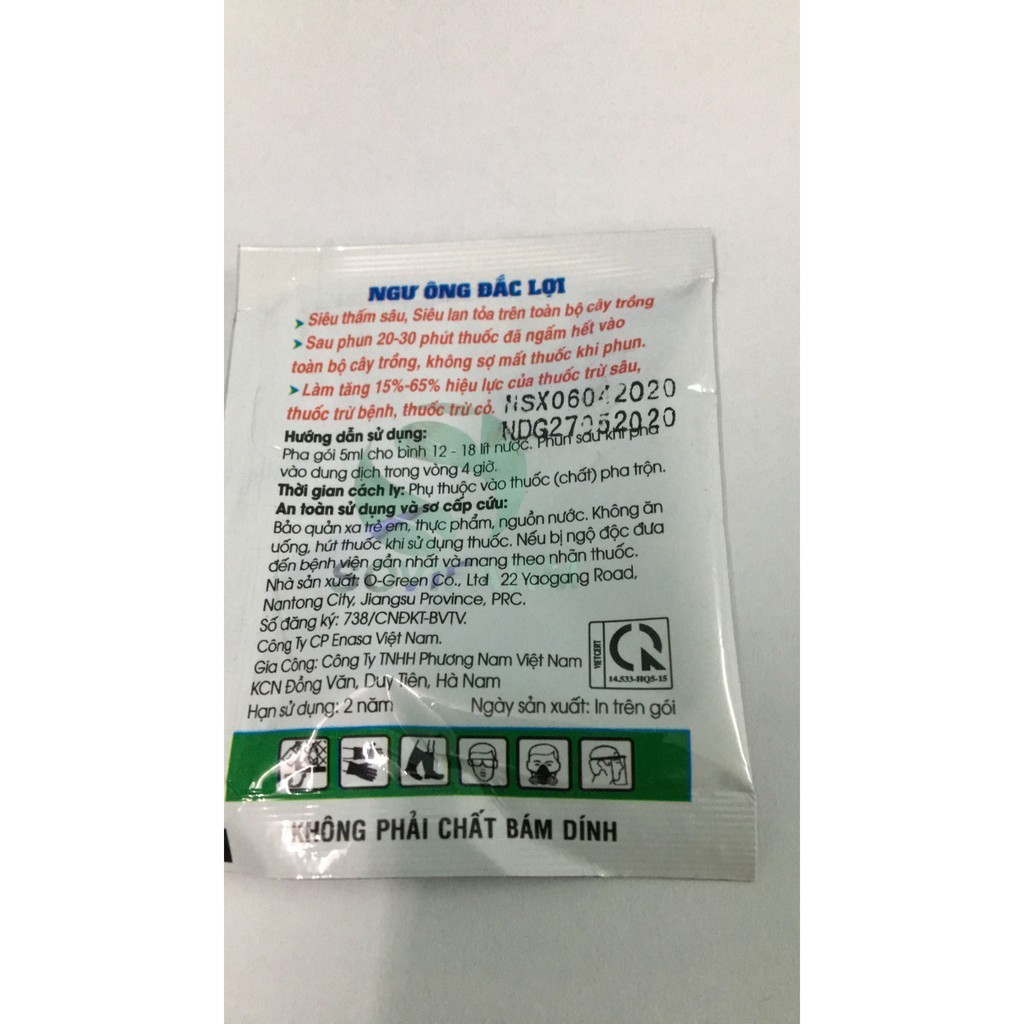 NGƯ ÔNG ĐẮC LỢI
➤ Siêu thấm sâu, Siêu lan tỏa trên toàn bộ cây trồng
➤ Sau phun 20-30 phút thuốc đã ngấm hết vào
toàn bộ cây trồng, không sợ mất thuốc khi phun.
➤ Làm tăng 15%-65% hiệu lực của thuốc trừ sâu,
thuốc trừ bệnh, thuốc trừ cỏ.
NSX06042020
NDG27052020
Hướng dẫn sử dụng:
Pha gói 5ml cho bình 12 - 18 lít nước. Phun sau khi pha
vào dung dịch trong vòng 4 giờ.
Thời gian cách ly: Phụ thuộc vào thuốc (chất) pha trộn.
An toàn sử dụng và sơ cấp cứu:
Bảo quản xa trẻ em, thực phẩm, nguồn nước. Không ăn
uống, hút thuốc khi sử dụng thuốc. Nếu bị ngộ độc đưa
đến bệnh viện gần nhất và mang theo nhãn thuốc.
Nhà sản xuất: O-Green Co., Ltd 22 Yaogang Road,
Nantong City, Jiangsu Province, PRC.
Số đăng ký: 738/CNĐKT-BVTV.
Công Ty CP Enasa Việt Nam.
Gia Công: Công Ty TNHH Phương Nam Việt Nam
KCN Đồng Văn, Duy Tiên, Hà Nam
VIETCERT
14.533-HQS-15
Hạn sử dụng: 2 năm Ngày sản xuất: In trên gói
KHÔNG PHẢI CHẤT BÁM DÍNH